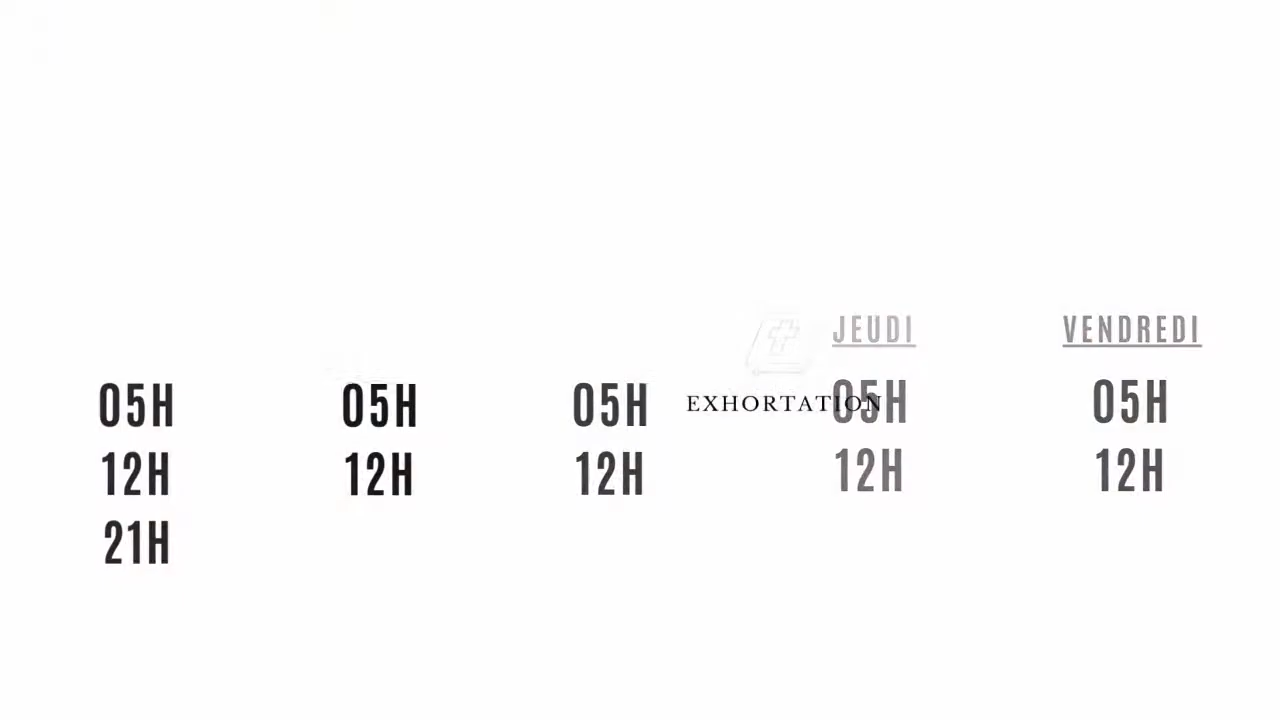 JEUDI VENDREDI
05H 05H 05H 05H 05H
EXHORTATION
12H 12H 12H 12H 12H
21H